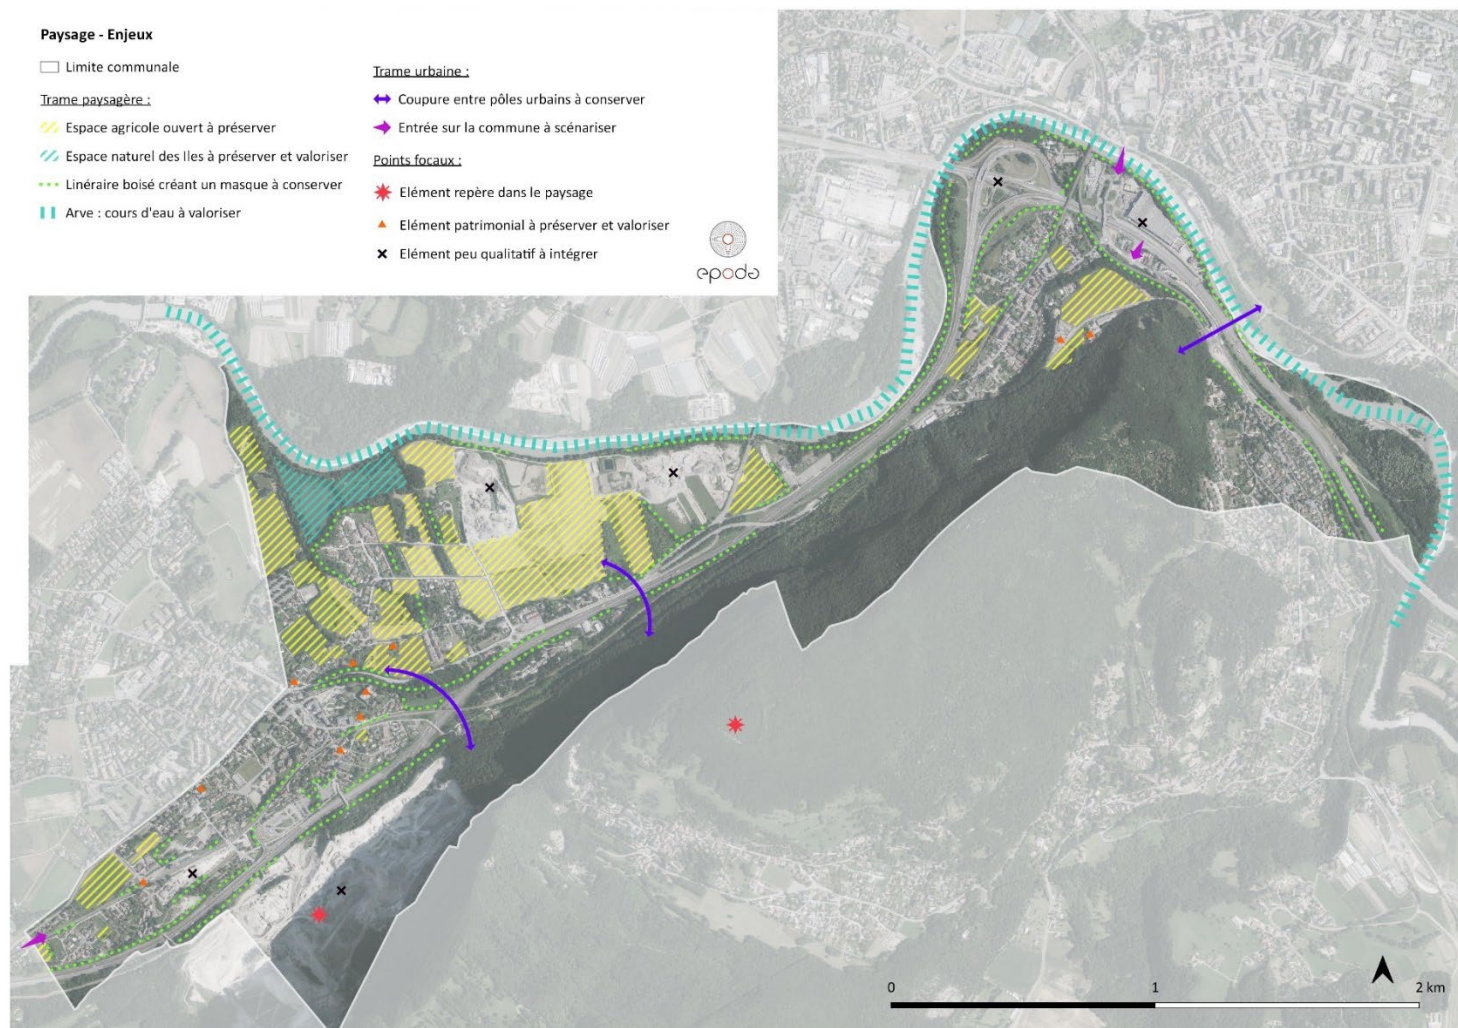 Paysage - Enjeux
Limite communale
Trame paysagère :
Espace agricole ouvert à préserver
Espace naturel des Iles à préserver et valoriser
Linéraire boisé créant un masque à conserver
Arve : cours d'eau à valoriser
Trame urbaine :
Coupure entre pôles urbains à conserver
Entrée sur la commune à scénariser
Points focaux :
Elément repère dans le paysage
Elément patrimonial à préserver et valoriser
Elément peu qualitatif à intégrer
epode
0 1 2 km